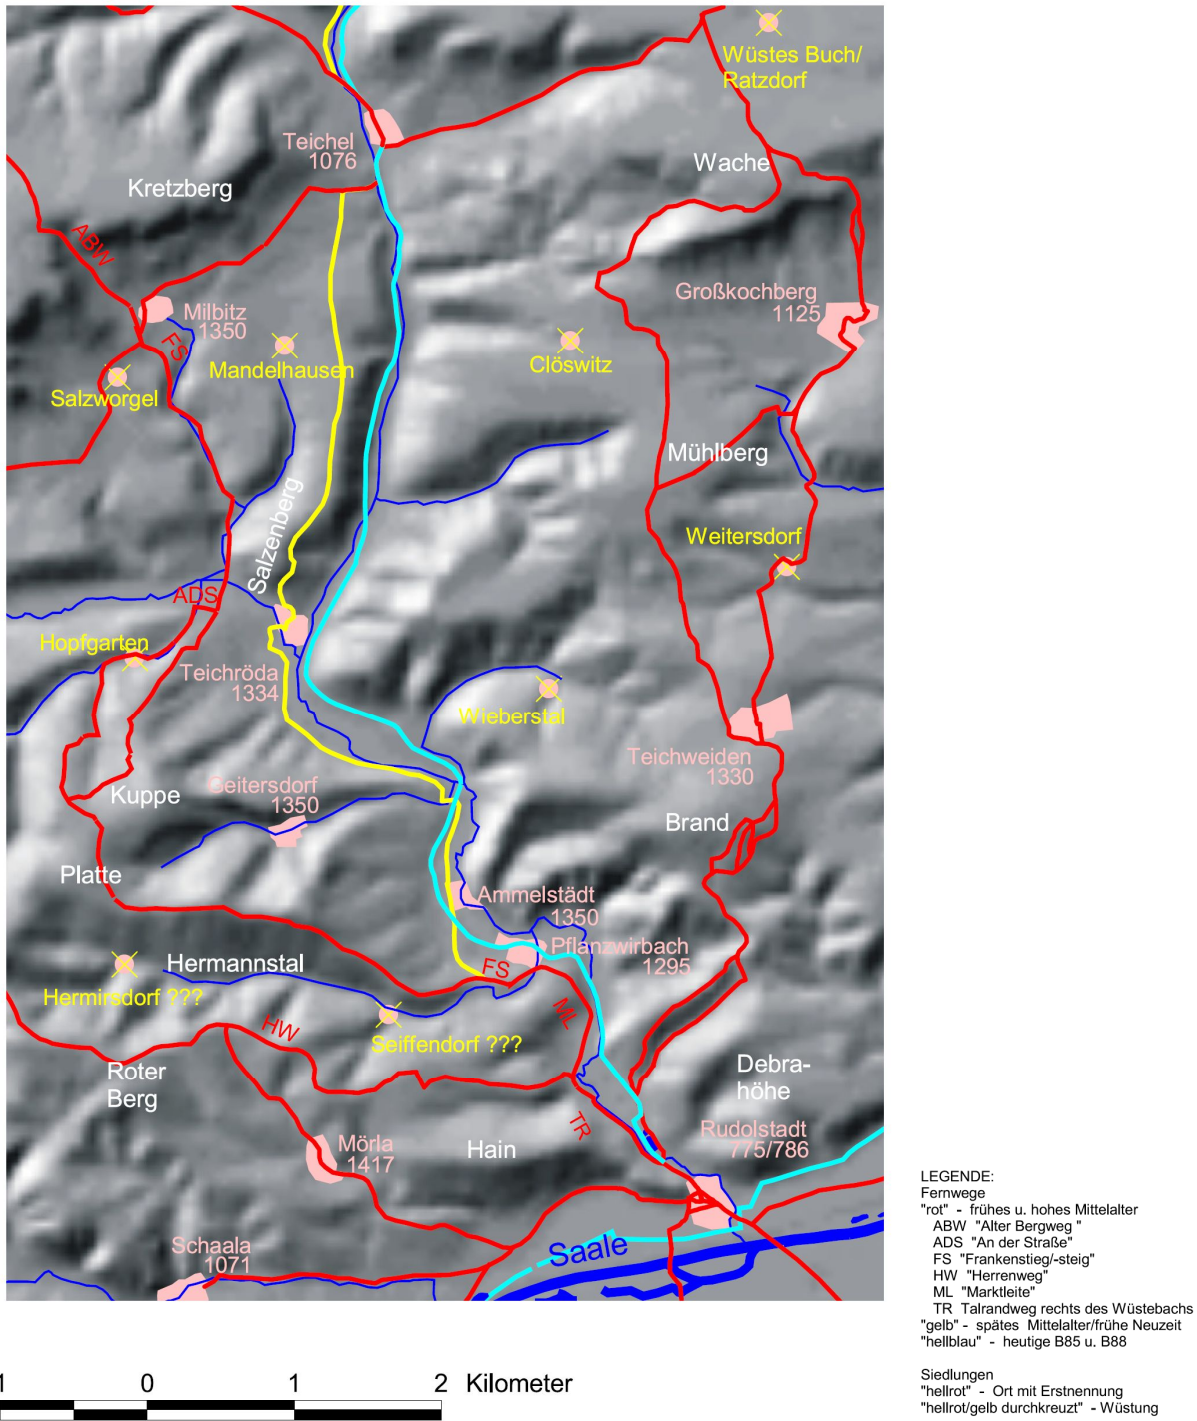 Wüstes Buch/
Ratzdorf
Teichel
1076
Wache
Kretzberg
ABW
Großkochberg
1125
Milbitz
1350
FS
Mandelhausen
Clöswitz
Salzworgel
Mühlberg
Salzenberg
Weitersdorf
ADS
Hopfgarten
Teichröda
1334
Wieberstal
Teichweiden
1330
Geitersdorf
1350
Kuppe
Brand
Platte
Ammelstädt
1350
Pflanzwirbach
1295
Hermannstal
FS
Hermirsdorf ???
ML
HW
Seiffendorf ???
Roter
Berg
Debra-
höhe
TR
Rudolstadt
775/786
Mörla
1417
Hain
Schaala
1071
Saale
LEGENDE:
Fernwege
"rot" - frühes u. hohes Mittelalter
ABW "Alter Bergweg "
ADS "An der Straße"
FS "Frankenstieg/-steig"
HW "Herrenweg"
ML "Marktleite"
TR Talrandweg rechts des Wüstebachs
"gelb" - spätes Mittelalter/frühe Neuzeit
"hellblau" - heutige B85 u. B88
Siedlungen
"hellrot" - Ort mit Erstnennung
"hellrot/gelb durchkreuzt" - Wüstung
1 0 1 2 Kilometer